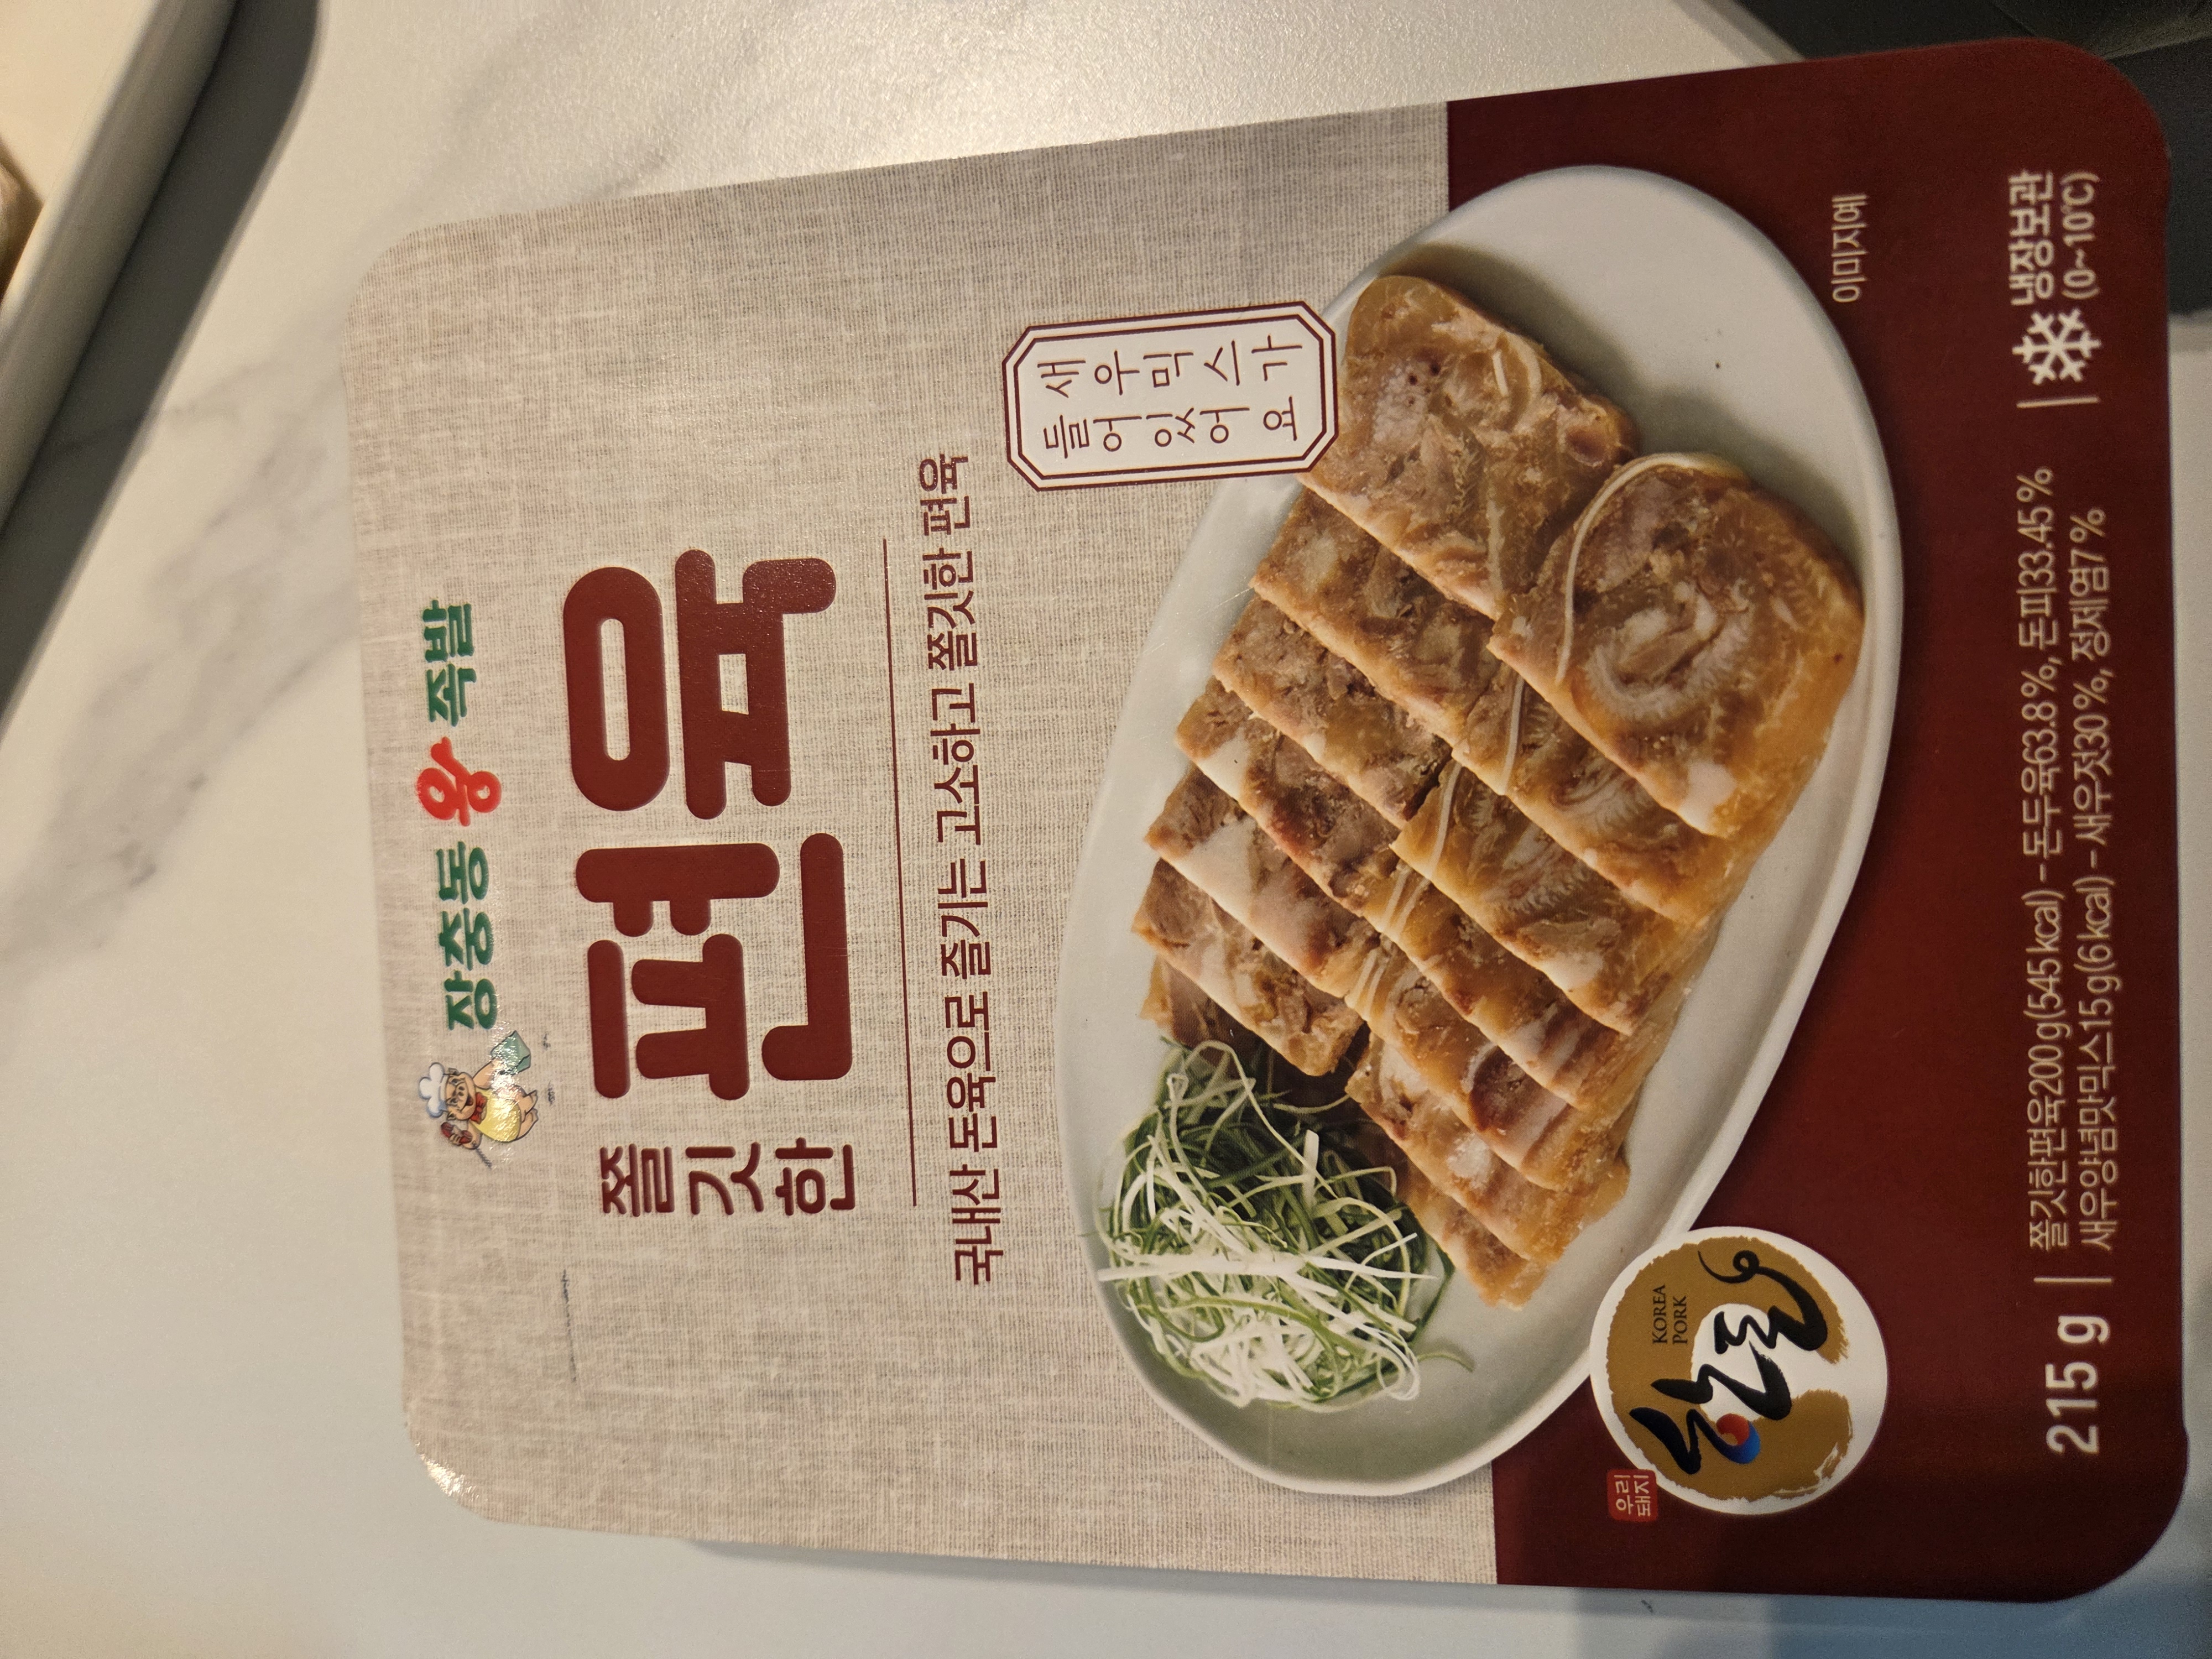 장충동 왕 족발
쫄깃한 편육
국내산 돈육으로 즐기는 고소하고 쫄깃한 편육
새우믹스가
들어있어요
이미지예
우리
돼지
한돈
KOREA
PORK
215 g
쫄깃한편육200g(545kcal) - 돈두육63.8%, 돈피33.45%
새우양념맛믹스15g(6kcal) - 새우젓30%, 정제염7%
냉장보관
(0~10℃)